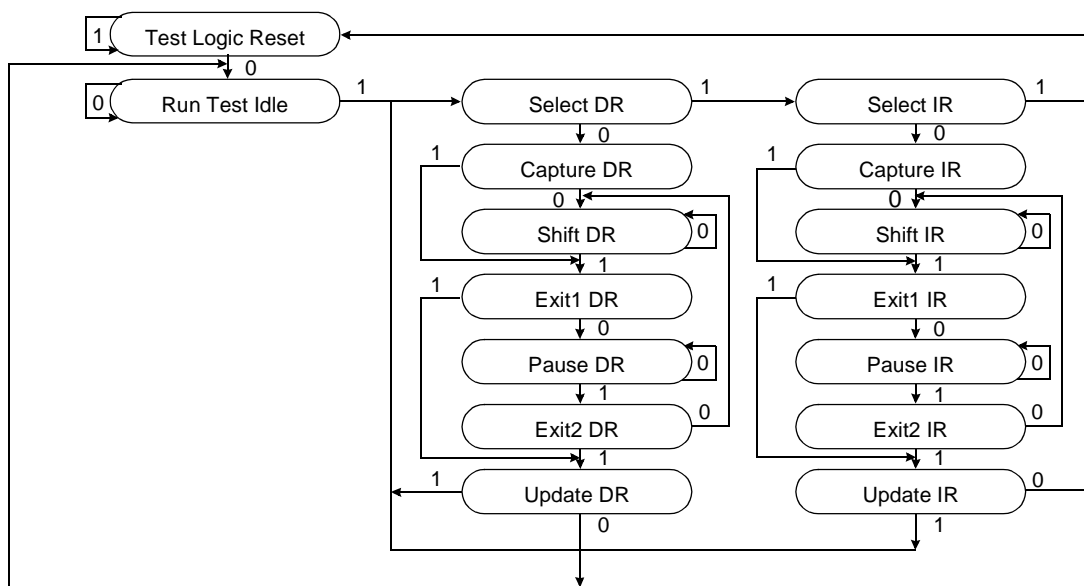 1
Test Logic Reset
0
0
Run Test Idle
1
Select DR
1
Select IR
1
0
0
1
Capture DR
1
Capture IR
0
0
Shift DR
0
Shift IR
0
1
1
1
Exit1 DR
1
Exit1 IR
0
0
Pause DR
0
Pause IR
0
1
1
Exit2 DR
0
Exit2 IR
0
1
1
1
Update DR
Update IR
0
0
1